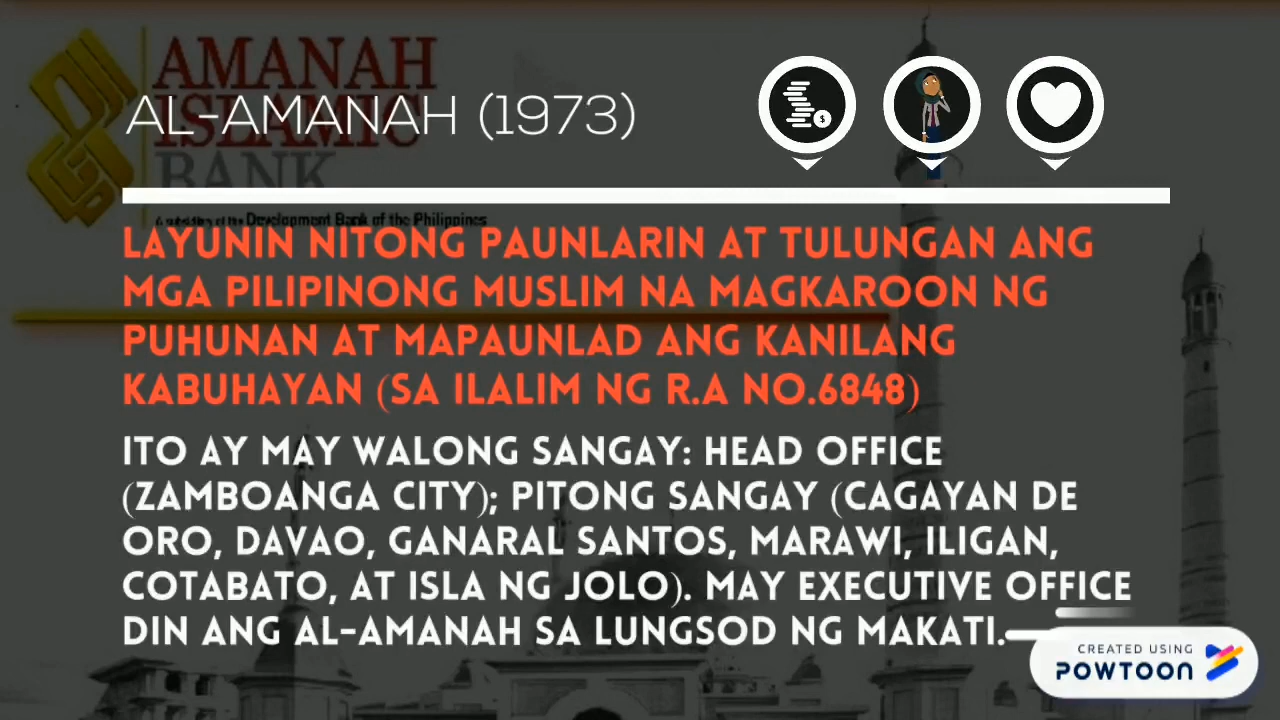 AMANAH
ISLAMIC
BANK
AL-AMANAH (1973)
Development Bank of the Philippines
LAYUNIN NITONG PAUNLARIN AT TULUNGAN ANG
MGA PILIPINONG MUSLIM NA MAGKAROON NG
PUHUNAN AT MAPAUNLAD ANG KANILANG
KABUHAYAN (SA ILALIM NG R.A NO.6848)
ITO AY MAY WALONG SANGAY: HEAD OFFICE
(ZAMBOANGA CITY); PITONG SANGAY (CAGAYAN DE
ORO, DAVAO, GANARAL SANTOS, MARAWI, ILIGAN,
COTABATO, AT ISLA NG JOLO). MAY EXECUTIVE OFFICE
DIN ANG AL-AMANAH SA LUNGSOD NG MAKATI.
CREATED USING
POWTOON